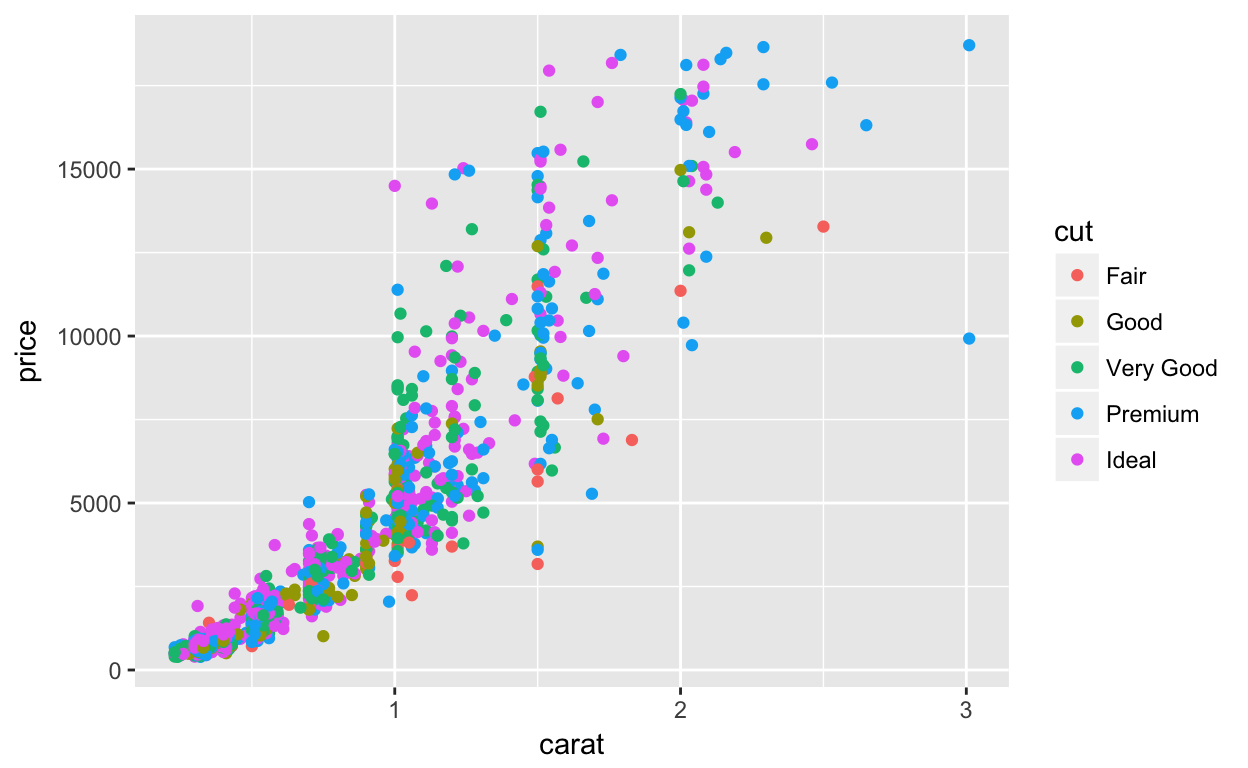 15000
10000
5000
0
price
1
2
3
carat
cut
Fair
Good
Very Good
Premium
Ideal